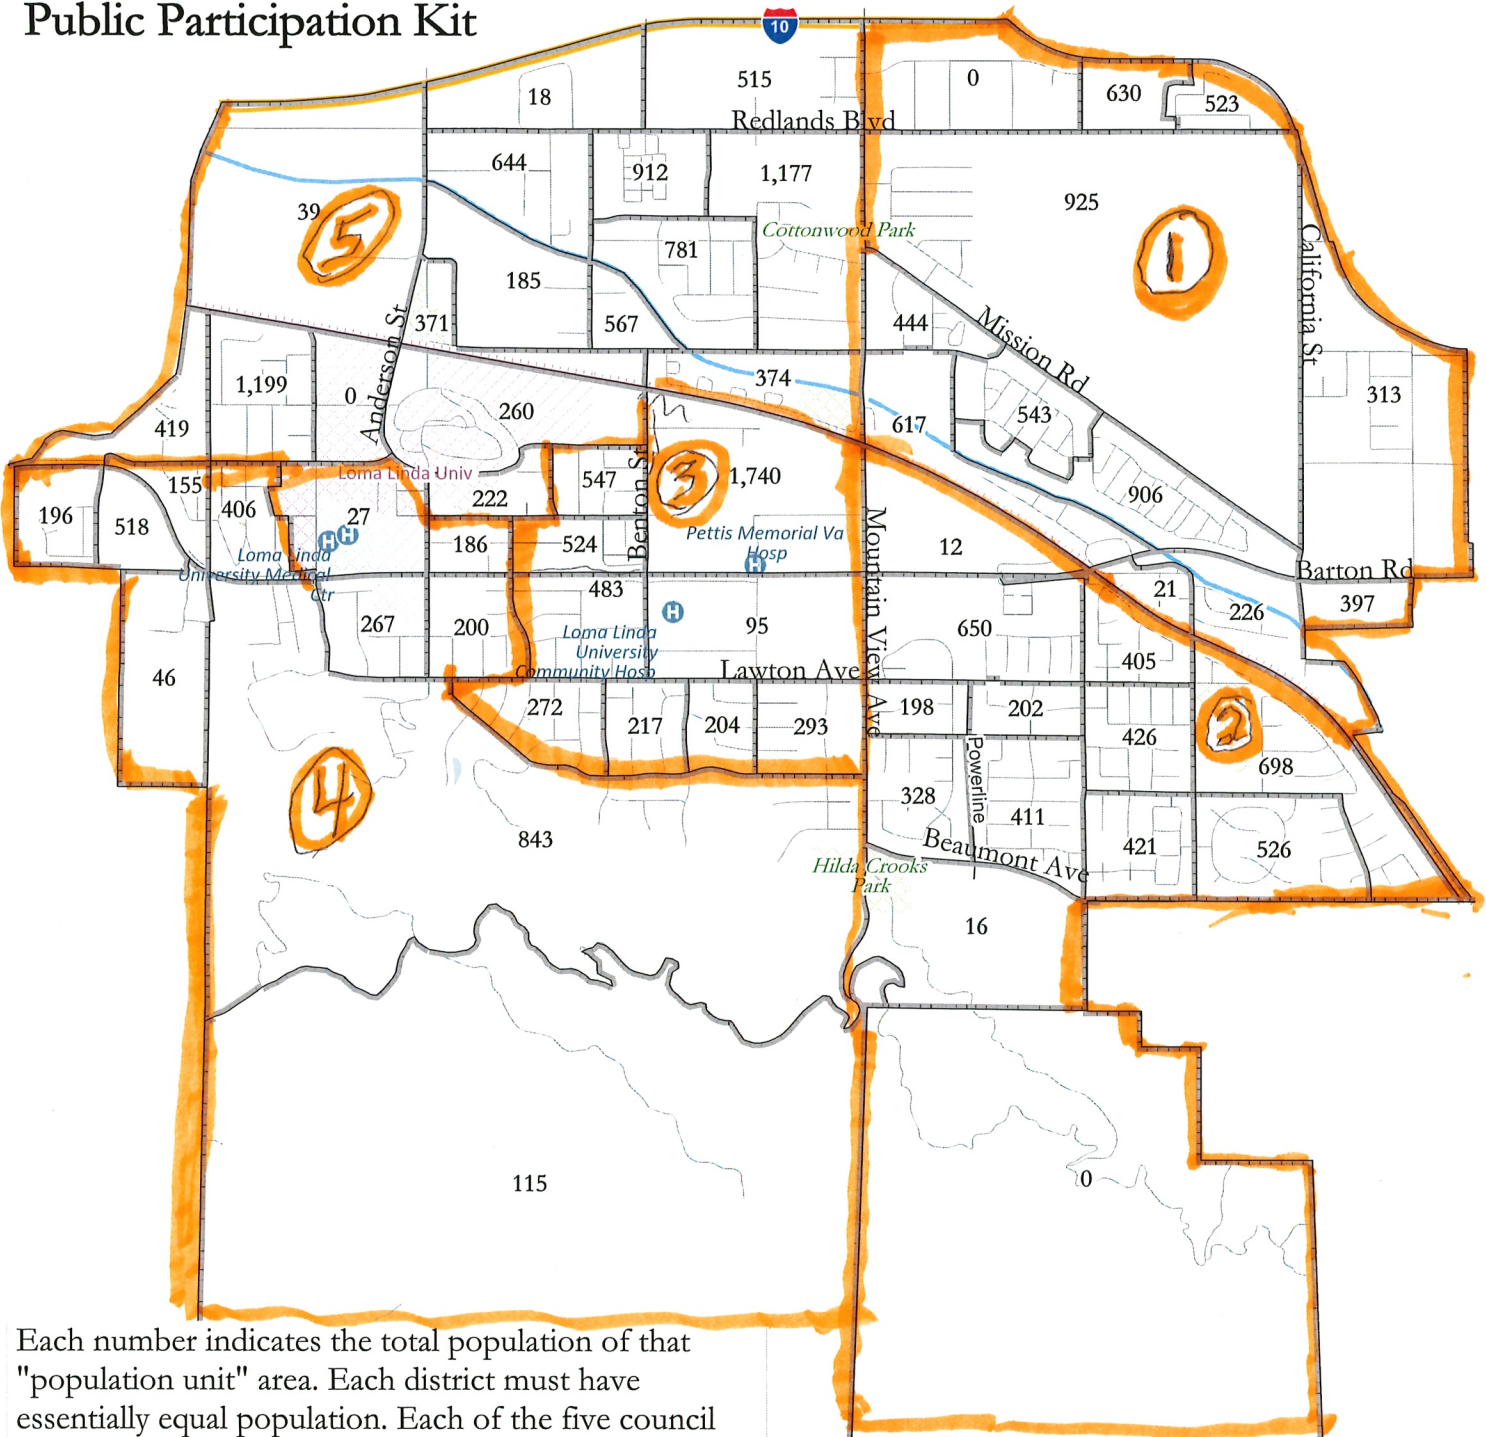 Public Participation Kit
10
18
515
0
630
523
Redlands Blvd
644
912
1,177
925
39
5
Cottonwood Park
1
781
185
California St
371
567
444
Mission Rd
Anderson St
1,199
0
374
313
260
543
419
617
Loma Linda Univ
155
547
3
1,740
222
406
906
196
518
27
Benton St
Pettis Memorial Va
Hosp
H
H
H
186
524
12
Loma Linda
University Medical
Ctr
Mountain View Ave
Barton Rd
483
21
397
226
H
267
200
Loma Linda
University
Community Hosp
95
650
405
46
Lawton Ave
272
217
204
293
198
202
426
2
698
Powerline
4
328
411
843
421
526
Beaumont Ave
Hilda Crooks
Park
16
115
0
Each number indicates the total population of that
"population unit" area. Each district must have
essentially equal population. Each of the five council